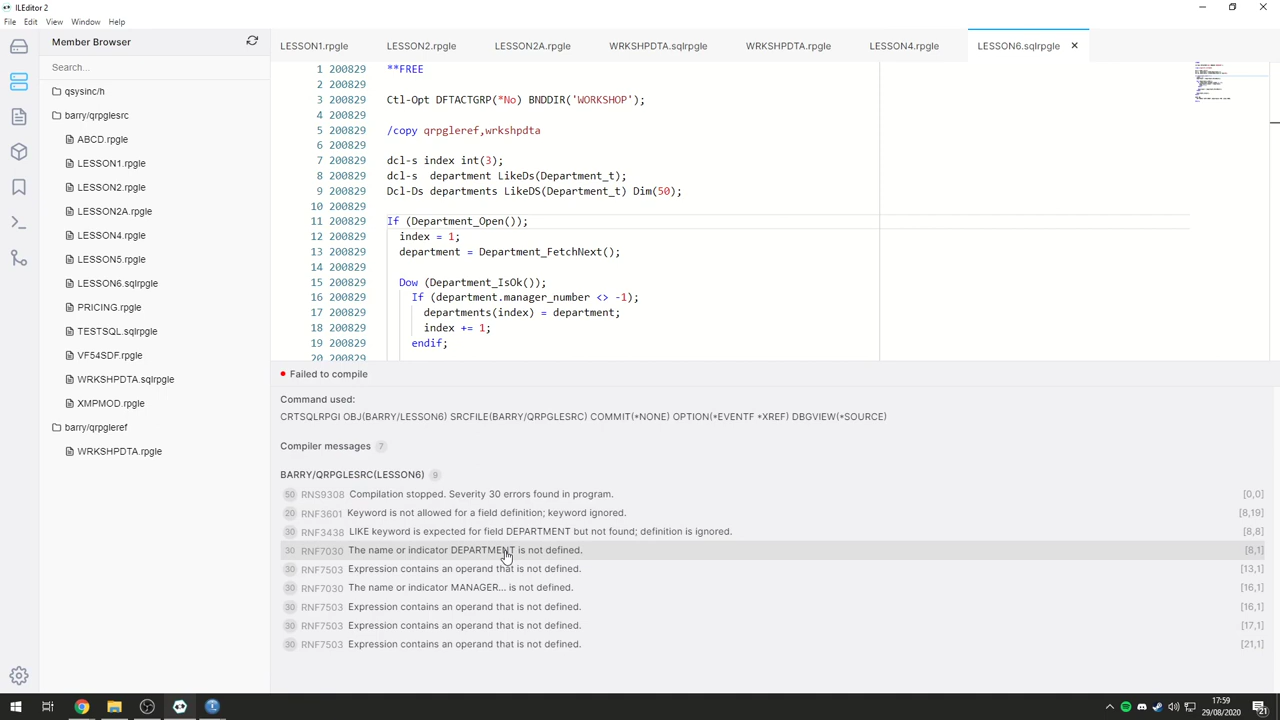 ILEditor 2
File Edit View Window Help
Member Browser
Search...
qsysinc/h
barry/qrpglesrc
ABCD.rpgle
LESSON1.rpgle
LESSON2.rpgle
LESSON2A.rpgle
LESSON4.rpgle
LESSON5.rpgle
LESSON6.sqlrpgle
PRICING.rpgle
TESTSQL.sqlrpgle
VF54SDF.rpgle
WRKSHPDTA.sqlrpgle
XMPMOD.rpgle
barry/qrpgleref
WRKSHPDTA.rpgle
LESSON1.rpgle LESSON2.rpgle LESSON2A.rpgle WRKSHPDTA.sqlrpgle WRKSHPDTA.rpgle LESSON4.rpgle LESSON6.sqlrpgle
1 200829 **FREE
2 200829
3 200829 Ctl-Opt DFTACTGRP(*No) BNDDIR('WORKSHOP');
4 200829
5 200829 /copy qrpgleref,wrkshpdta
6 200829
7 200829 dcl-s index int(3);
8 200829 dcl-s  department LikeDs(Department_t);
9 200829 Dcl-Ds departments LikeDS(Department_t) Dim(50);
10 200829
11 200829 If (Department_Open());
12 200829   index = 1;
13 200829   department = Department_FetchNext();
14 200829
15 200829   Dow (Department_IsOk());
16 200829     If (department.manager_number <> -1);
17 200829       departments(index) = department;
18 200829       index += 1;
19 200829     endif;
20 200829
Failed to compile
Command used:
CRTSQLRPGI OBJ(BARRY/LESSON6) SRCFILE(BARRY/QRPGLESRC) COMMIT(*NONE) OPTION(*EVENTF *XREF) DBGVIEW(*SOURCE)
Compiler messages 7
BARRY/QRPGLESRC(LESSON6) 9
50 RNS9308 Compilation stopped. Severity 30 errors found in program. [0,0]
20 RNF3601 Keyword is not allowed for a field definition; keyword ignored. [8,19]
30 RNF3438 LIKE keyword is expected for field DEPARTMENT but not found; definition is ignored. [8,8]
30 RNF7030 The name or indicator DEPARTMENT is not defined. [8,1]
30 RNF7503 Expression contains an operand that is not defined. [13,1]
30 RNF7030 The name or indicator MANAGER... is not defined. [16,1]
30 RNF7503 Expression contains an operand that is not defined. [16,1]
30 RNF7503 Expression contains an operand that is not defined. [17,1]
30 RNF7503 Expression contains an operand that is not defined. [21,1]
17:59
29/08/2020
21